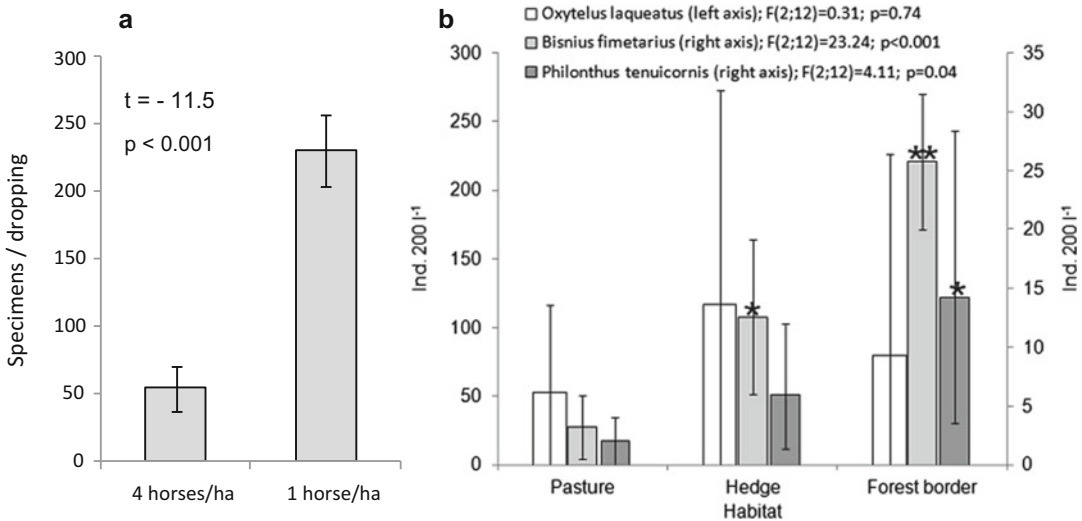 a
t = - 11.5
p < 0.001
Specimens / dropping
300
250
200
150
100
50
0
4 horses/ha
1 horse/ha
b
Oxytelus laqueatus (left axis); F(2;12)=0.31; p=0.74
Bisnius fimetarius (right axis); F(2;12)=23.24; p<0.001
Philonthus tenuicornis (right axis); F(2;12)=4.11; p=0.04
Ind. 200 l⁻¹
300
250
200
150
100
50
0
*
**
*
35
30
25
20
15
10
5
0
Ind. 200 l⁻¹
Pasture
Hedge
Forest border
Habitat